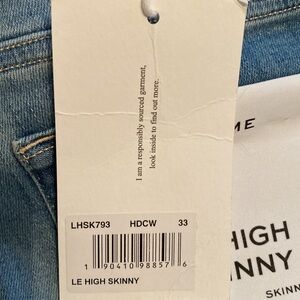 I am a responsibly sourced garment,
look inside to find out more.
LHSK793 HDCW 33
1 90410 98857 6
LE HIGH SKINNY
ME
HIGH
INNY
SKINN